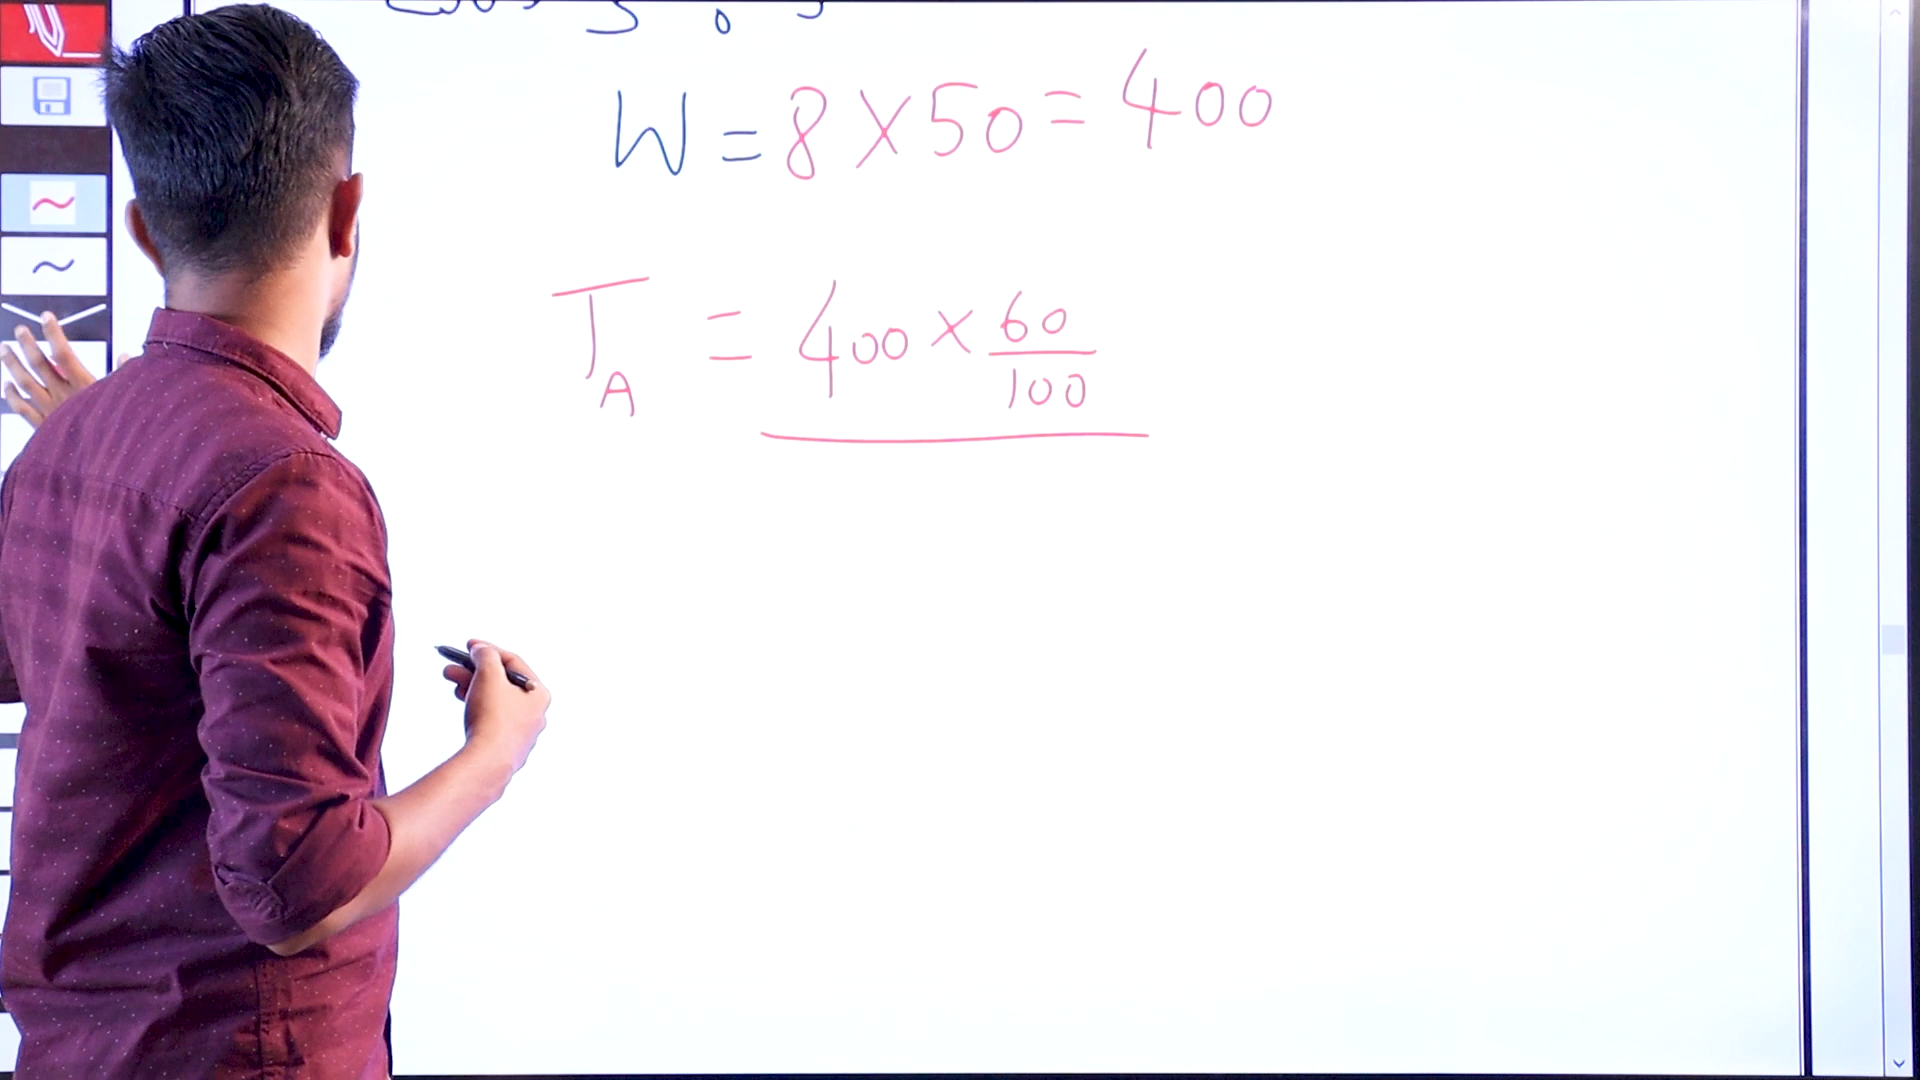 W = 8 × 50 = 400
T_A = 400 × 60/100